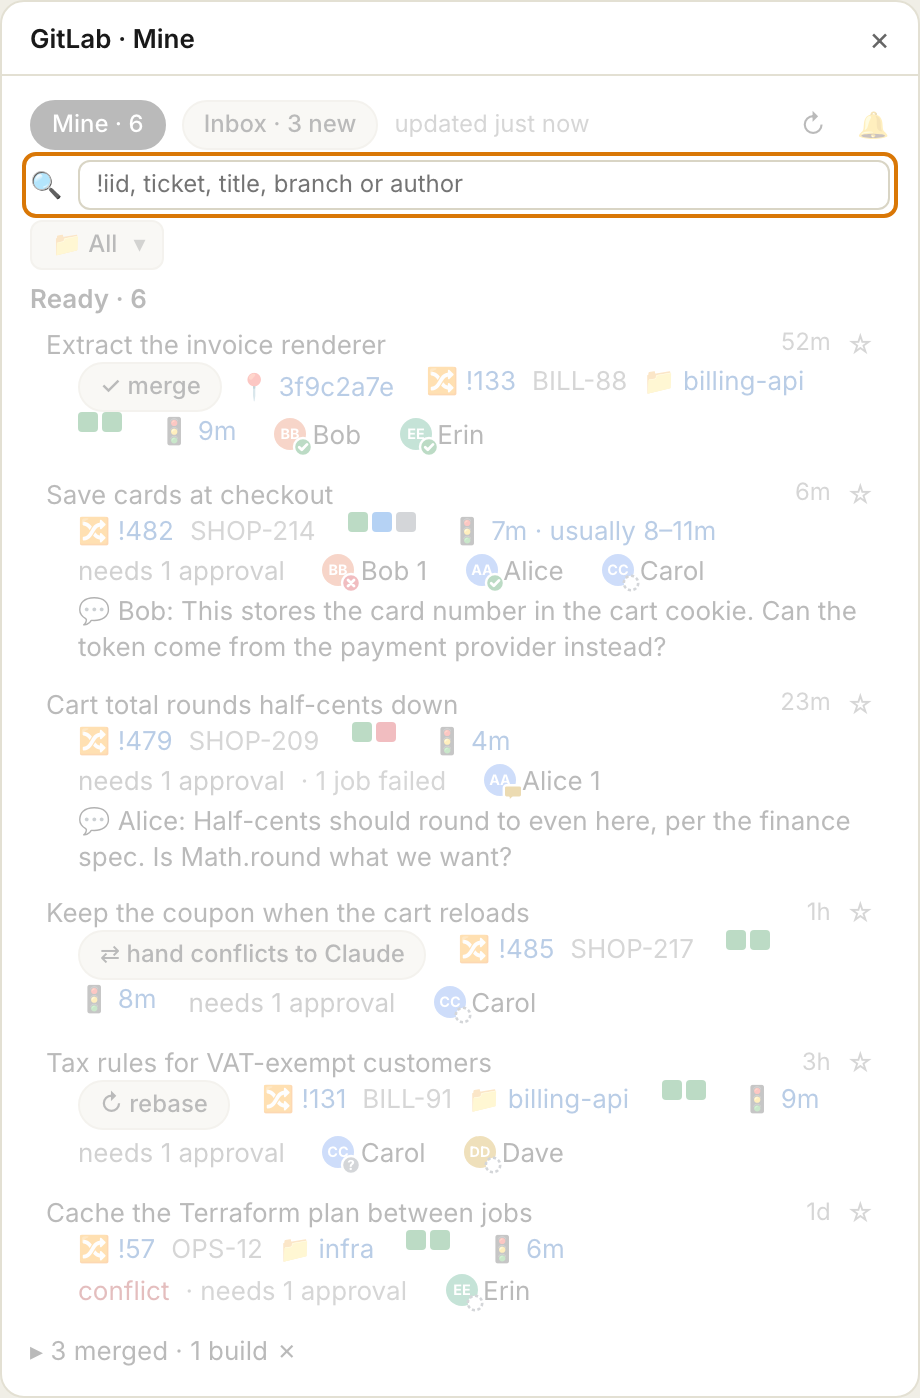 GitLab · Mine ×
Mine · 6 Inbox · 3 new updated just now
!iid, ticket, title, branch or author
All ▾
Ready · 6
Extract the invoice renderer 52m ☆
✓ merge 3f9c2a7e !133 BILL-88 billing-api
9m BB Bob EE Erin
Save cards at checkout 6m ☆
!482 SHOP-214 7m · usually 8–11m
needs 1 approval BB Bob 1 AA Alice CC Carol
Bob: This stores the card number in the cart cookie. Can the
token come from the payment provider instead?
Cart total rounds half-cents down 23m ☆
!479 SHOP-209 4m
needs 1 approval · 1 job failed AA Alice 1
Alice: Half-cents should round to even here, per the finance
spec. Is Math.round what we want?
Keep the coupon when the cart reloads 1h ☆
⇄ hand conflicts to Claude !485 SHOP-217
8m needs 1 approval CC Carol
Tax rules for VAT-exempt customers 3h ☆
↻ rebase !131 BILL-91 billing-api 9m
needs 1 approval CC ? Carol DD Dave
Cache the Terraform plan between jobs 1d ☆
!57 OPS-12 infra 6m
conflict · needs 1 approval EE Erin
▸ 3 merged · 1 build ×